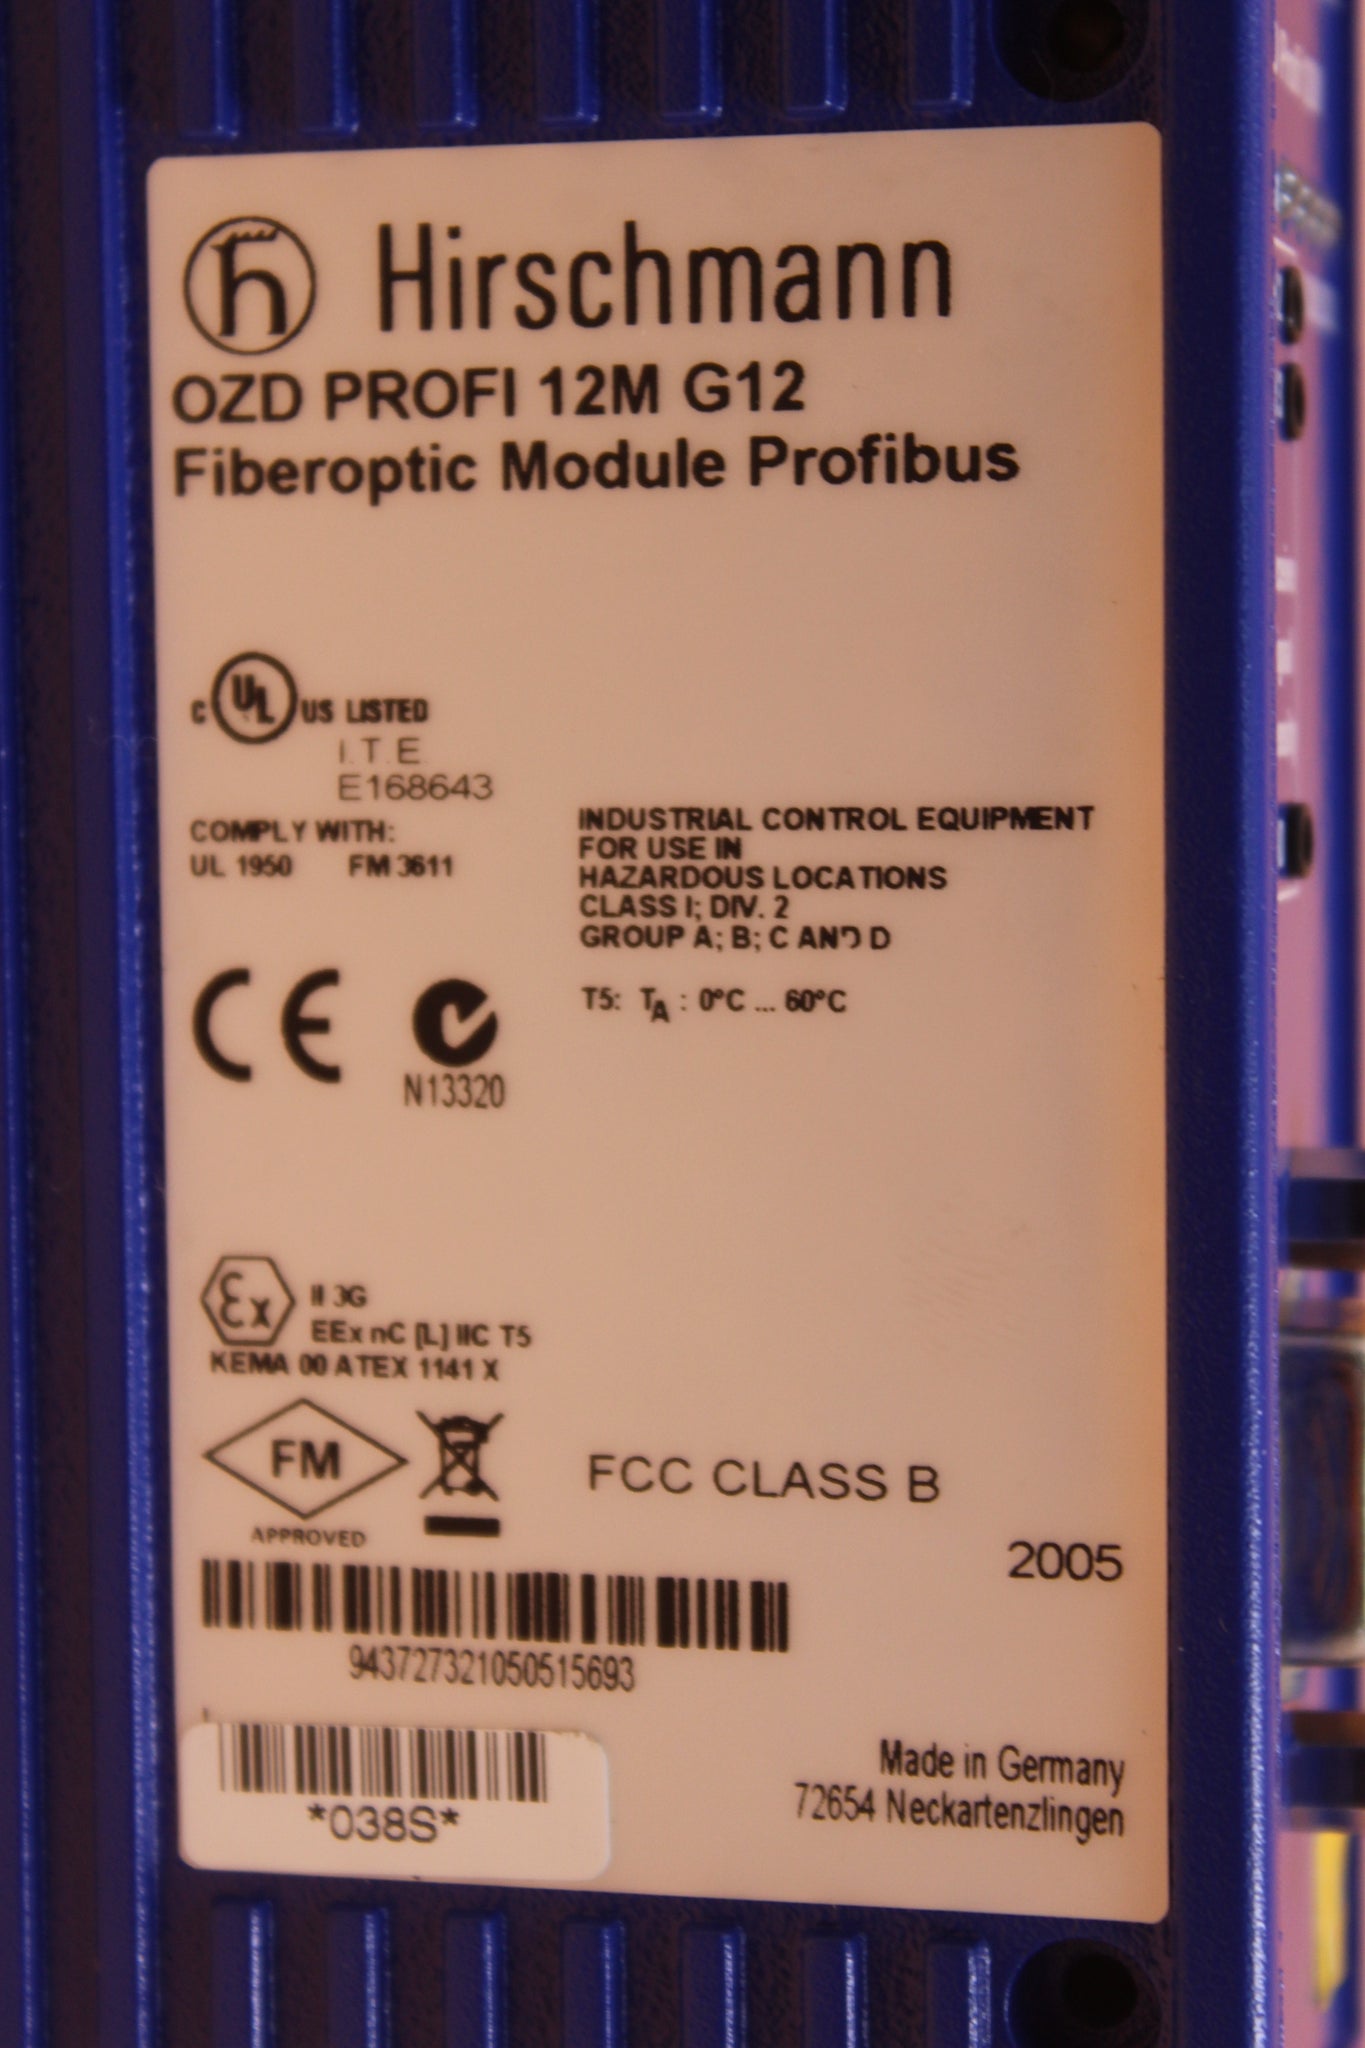 Hirschmann
OZD PROFI 12M G12
Fiberoptic Module Profibus
C UL US LISTED
I.T.E.
E168643
COMPLY WITH:
UL 1950 FM 3611
INDUSTRIAL CONTROL EQUIPMENT
FOR USE IN
HAZARDOUS LOCATIONS
CLASS I; DIV. 2
GROUP A; B; C AND D
T5: TA : 0°C ... 60°C
CE
N13320
Ex II 3G
EEx nC [L] IIC T5
KEMA 00 ATEX 1141 X
FM
APPROVED
FCC CLASS B
2005
943727321050515693
*038S*
Made in Germany
72654 Neckartenzlingen